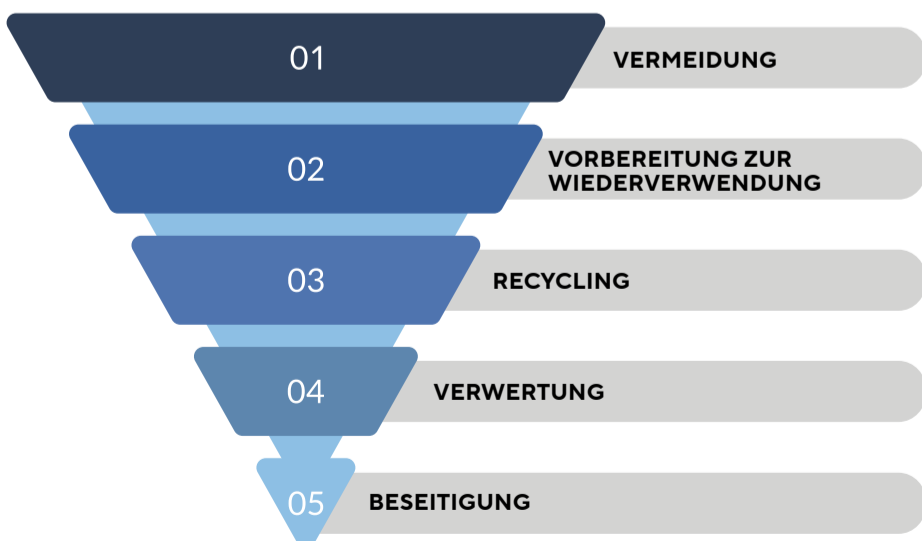 01
VERMEIDUNG
02
VORBEREITUNG ZUR
WIEDERVERWENDUNG
03
RECYCLING
04
VERWERTUNG
05
BESEITIGUNG